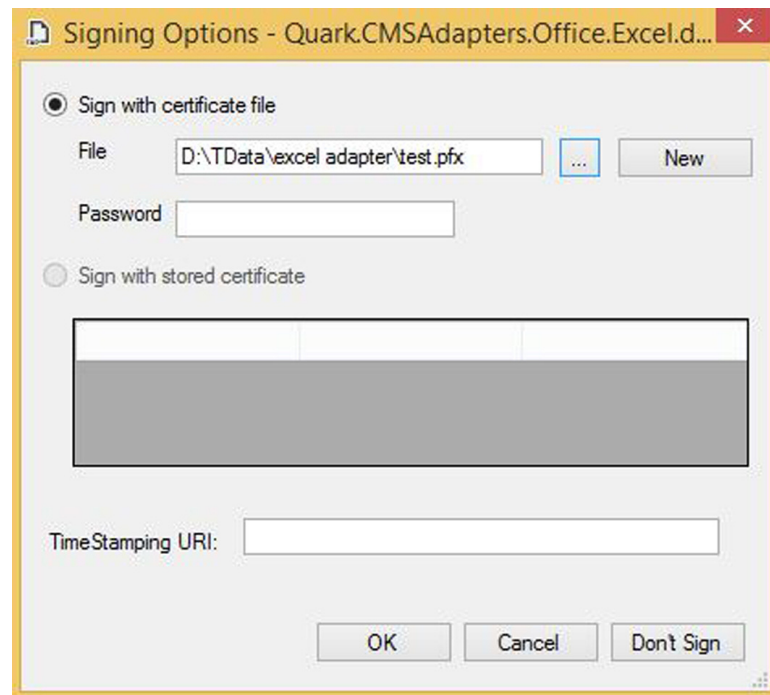 Signing Options - Quark.CMSAdapters.Office.Excel.d...
Sign with certificate file
File D:\TData\excel adapter\test.pfx ... New
Password
Sign with stored certificate
TimeStamping URI:
OK Cancel Don't Sign